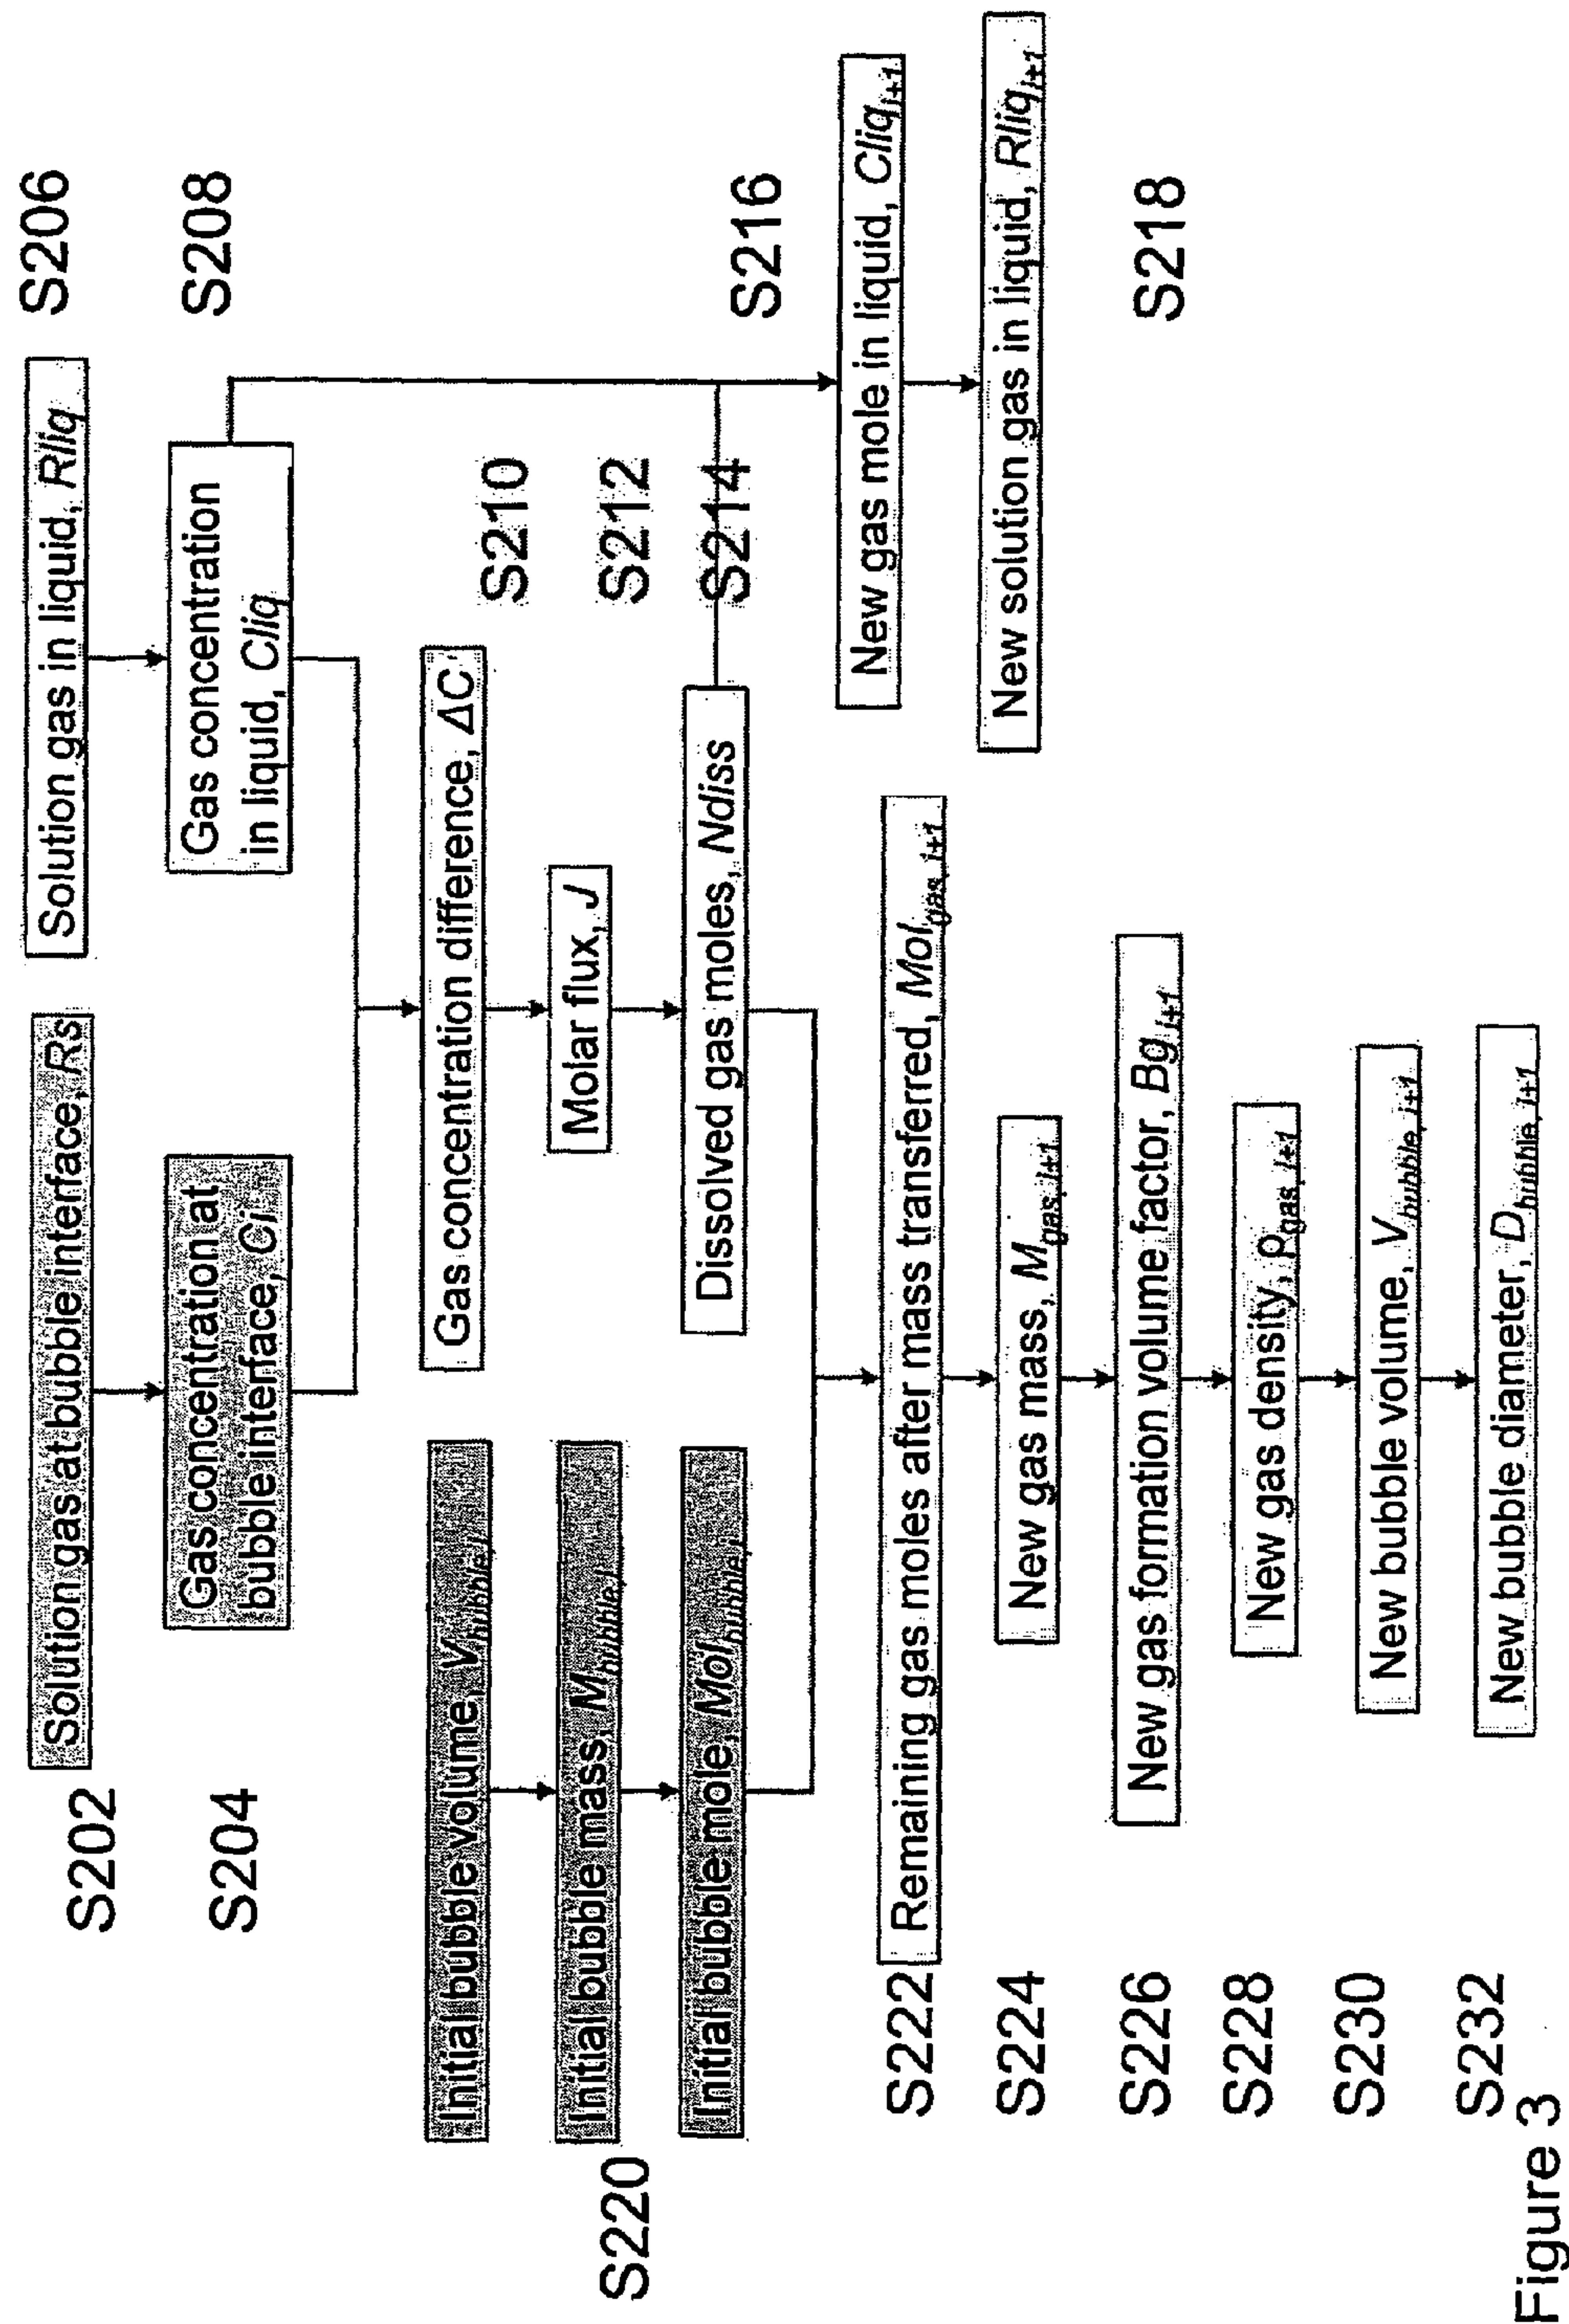 S202
Solution gas at bubble interface, Rs
Solution gas in liquid, Rliq
S206
S204
Gas concentration at
bubble interface, Ci
Gas concentration
in liquid, Cliq
S208
Initial bubble volume, Vbubble,i
Gas concentration difference, ΔC
S210
S220
Initial bubble mass, Mbubble,i
Molar flux, J
S212
Initial bubble mole, Molbubble,i
Dissolved gas moles, Ndiss
S214
S216
S222
Remaining gas moles after mass transferred, Molgas, i+1
New gas mole in liquid, Cliqi+1
S224
New gas mass, Mgas, i+1
New solution gas in liquid, Rliqi+1
S226
New gas formation volume factor, Bgi+1
S218
S228
New gas density, ρgas, i+1
S230
New bubble volume, Vbubble, i+1
S232
New bubble diameter, Dbubble, i+1
Figure 3